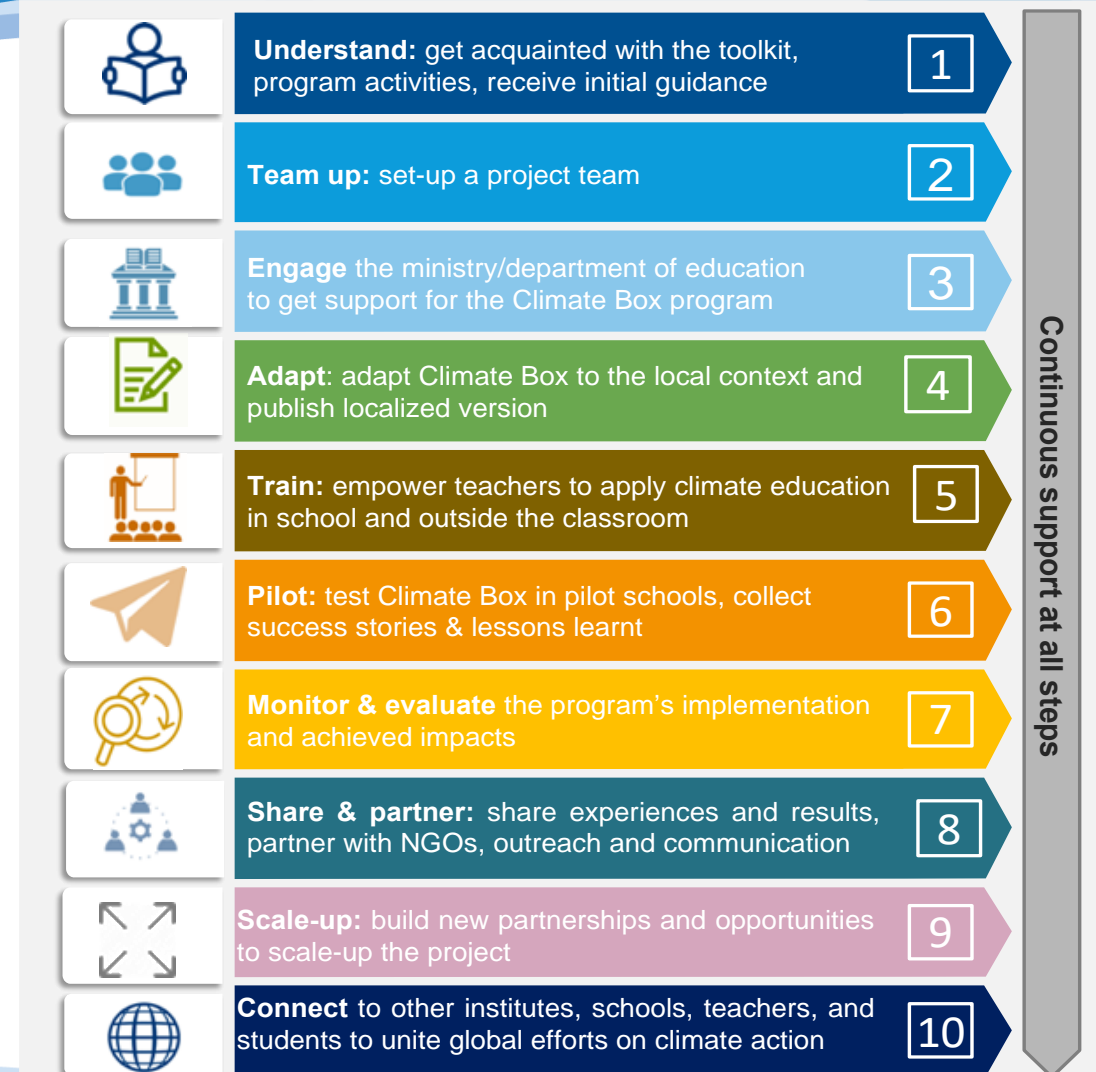 Understand: get acquainted with the toolkit,
program activities, receive initial guidance
1
Team up: set-up a project team
2
Engage the ministry/department of education
to get support for the Climate Box program
3
Adapt: adapt Climate Box to the local context and
publish localized version
4
Train: empower teachers to apply climate education
in school and outside the classroom
5
Pilot: test Climate Box in pilot schools, collect
success stories & lessons learnt
6
Monitor & evaluate the program's implementation
and achieved impacts
7
Share & partner: share experiences and results,
partner with NGOs, outreach and communication
8
Scale-up: build new partnerships and opportunities
to scale-up the project
9
Connect to other institutes, schools, teachers, and
students to unite global efforts on climate action
10
Continuous support at all steps